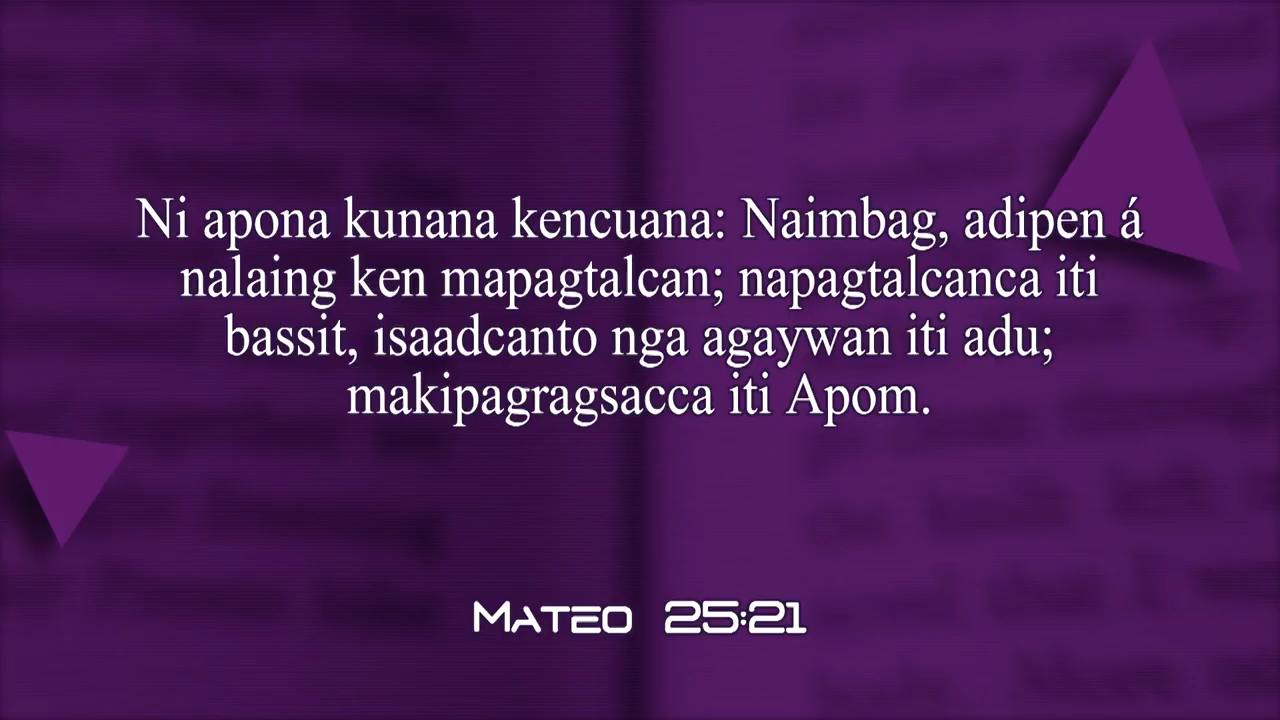 Ni apona kunana kencuana: Naimbag, adipen á
nalaing ken mapagtalcan; napagtalcanca iti
bassit, isaadcanto nga agaywan iti adu;
makipagragsacca iti Apom.
Mateo 25:21